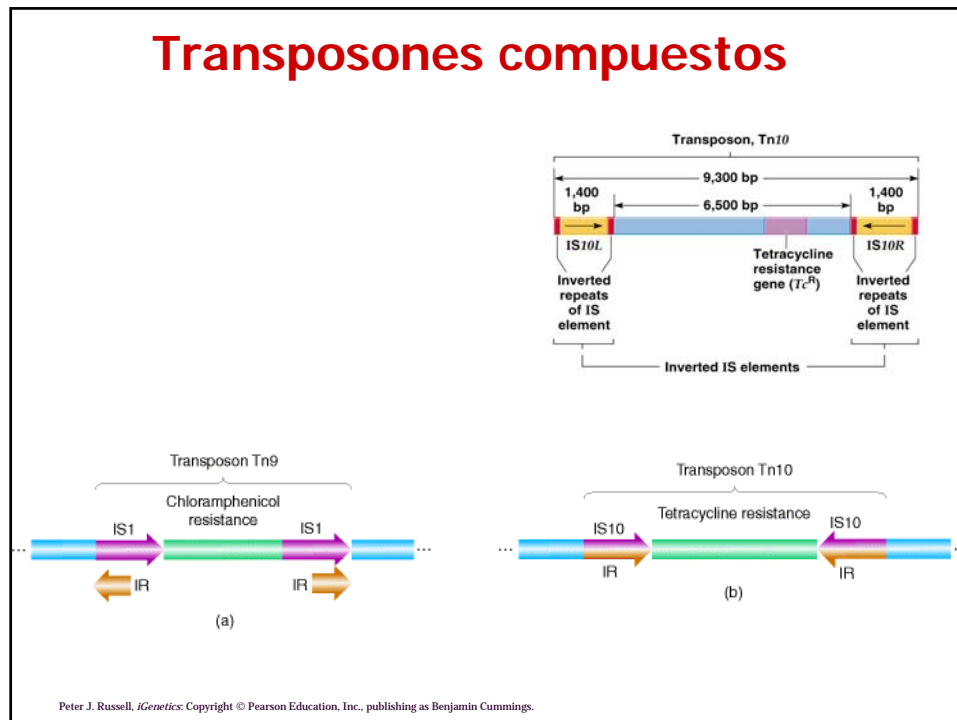 Transposones compuestos
Transposon, Tn10
9,300 bp
1,400
bp
6,500 bp
1,400
bp
IS10L
IS10R
Tetracycline
resistance
gene (Tcᴿ)
Inverted
repeats
of IS
element
Inverted
repeats
of IS
element
Inverted IS elements
Transposon Tn9
Chloramphenicol
resistance
IS1
IS1
...
...
IR
IR
(a)
Transposon Tn10
Tetracycline resistance
IS10
IS10
...
IR
IR
(b)
Peter J. Russell, iGenetics: Copyright © Pearson Education, Inc., publishing as Benjamin Cummings.